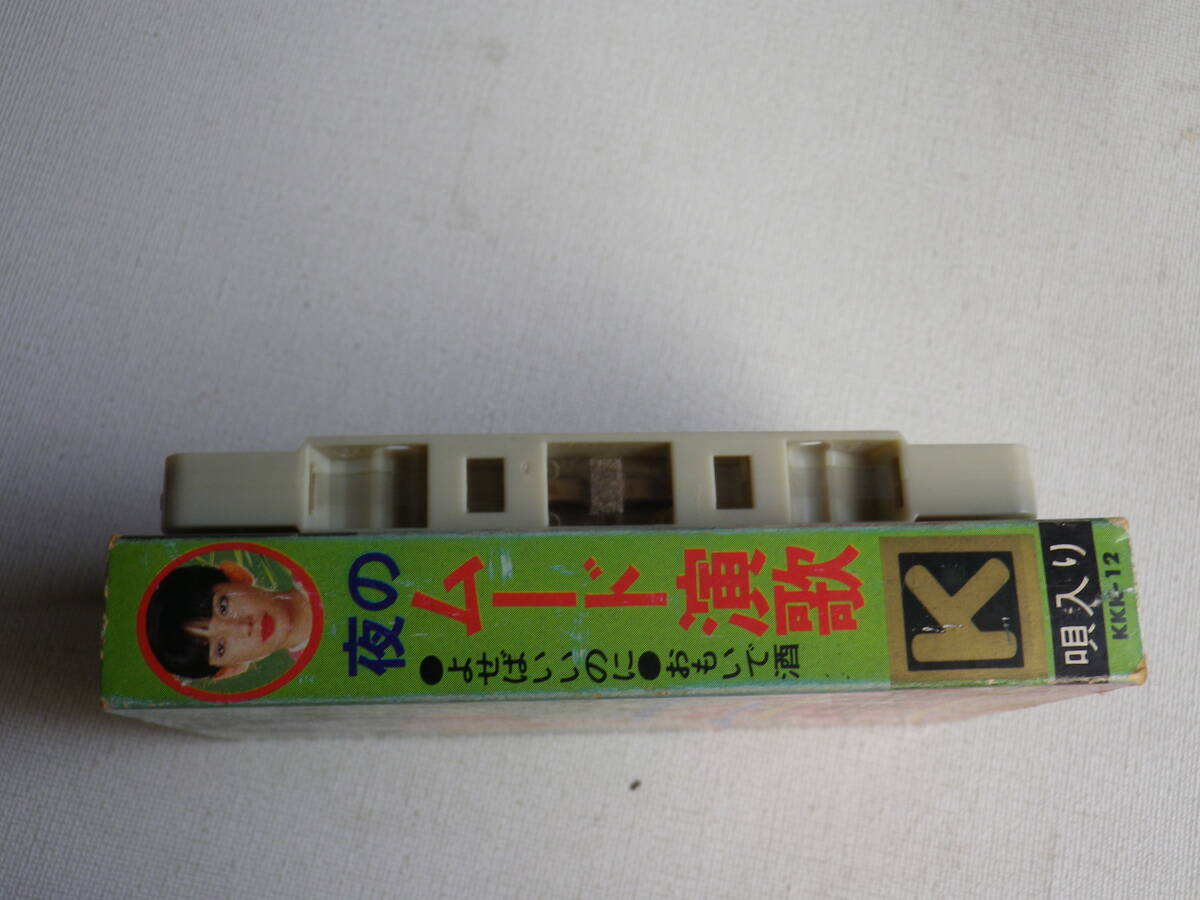 夜の
ムード演歌
●よせばいいのに●おもいで酒
K
唄入り
KKK-12